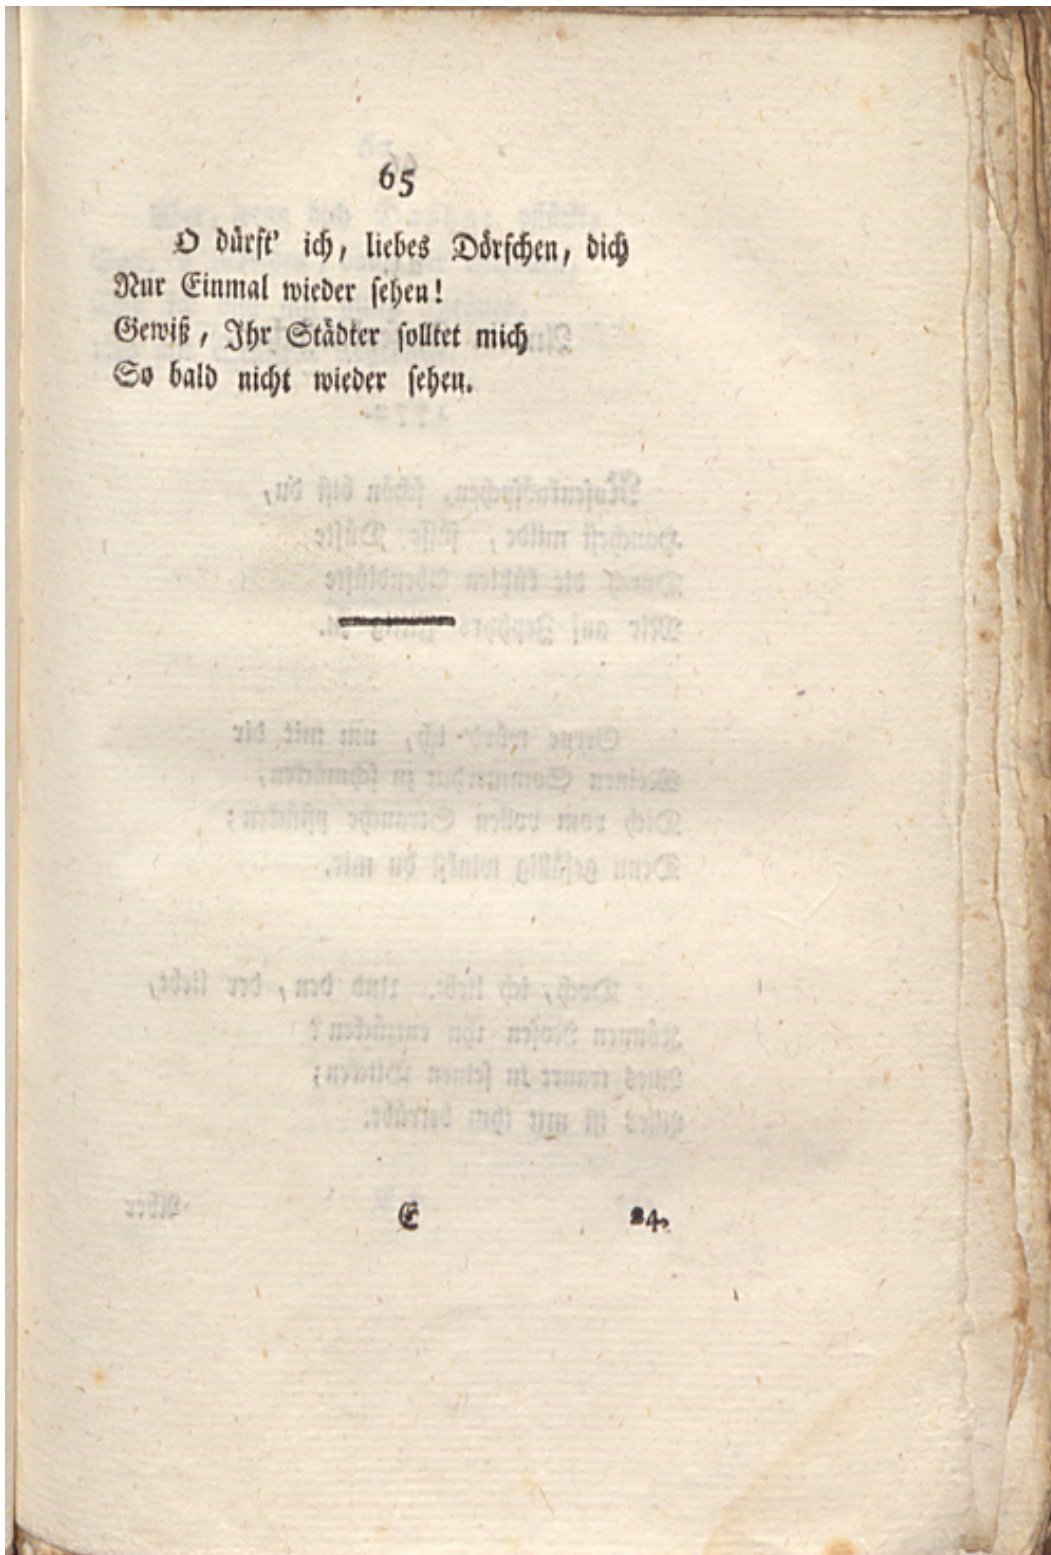 65
O dürft' ich, liebes Dörfchen, dich
Nur Einmal wieder sehen!
Gewiß, Ihr Städter solltet mich
So bald nicht wieder sehen.
E
24.